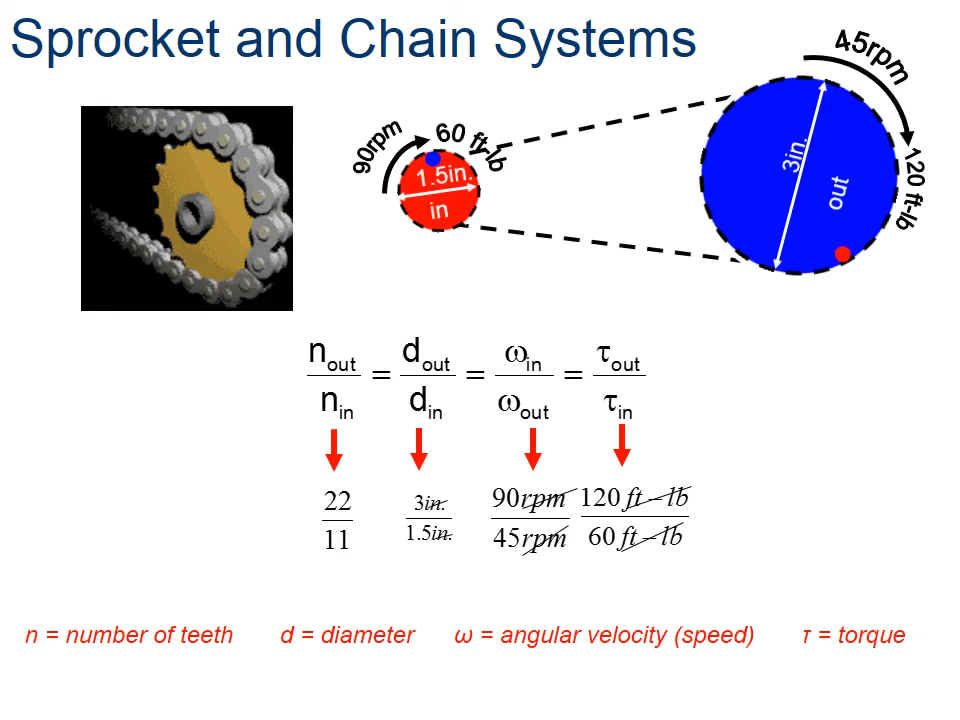 Sprocket and Chain Systems
45rpm
90rpm
60 ft-lb
1.5in.
in
3in.
out
120 ft-lb
n_out/n_in = d_out/d_in = ω_in/ω_out = τ_out/τ_in
22/11 3in./1.5in. 90rpm/45rpm 120 ft-lb/60 ft-lb
n = number of teeth d = diameter ω = angular velocity (speed) τ = torque